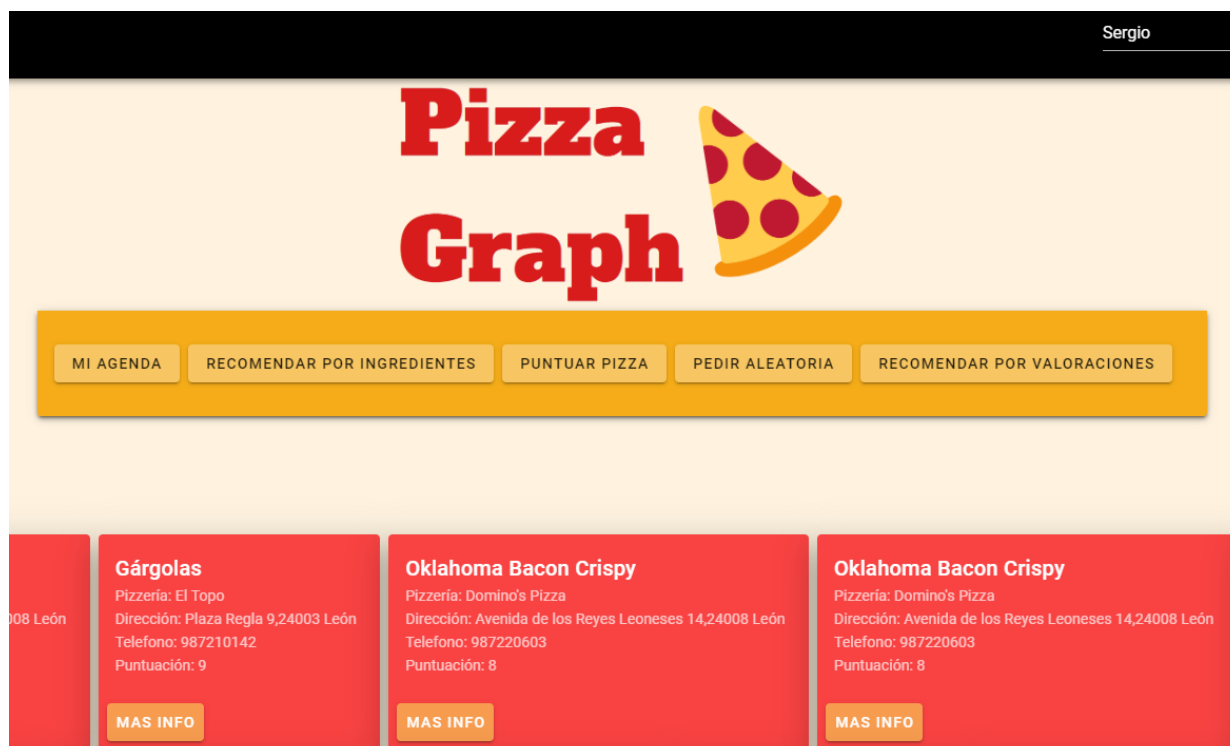 Sergio
Pizza
Graph
MI AGENDA
RECOMENDAR POR INGREDIENTES
PUNTUAR PIZZA
PEDIR ALEATORIA
RECOMENDAR POR VALORACIONES
008 León
Gárgolas
Pizzería: El Topo
Dirección: Plaza Regla 9,24003 León
Telefono: 987210142
Puntuación: 9
MAS INFO
Oklahoma Bacon Crispy
Pizzería: Domino's Pizza
Dirección: Avenida de los Reyes Leoneses 14,24008 León
Telefono: 987220603
Puntuación: 8
MAS INFO
Oklahoma Bacon Crispy
Pizzería: Domino's Pizza
Dirección: Avenida de los Reyes Leoneses 14,24008 León
Telefono: 987220603
Puntuación: 8
MAS INFO